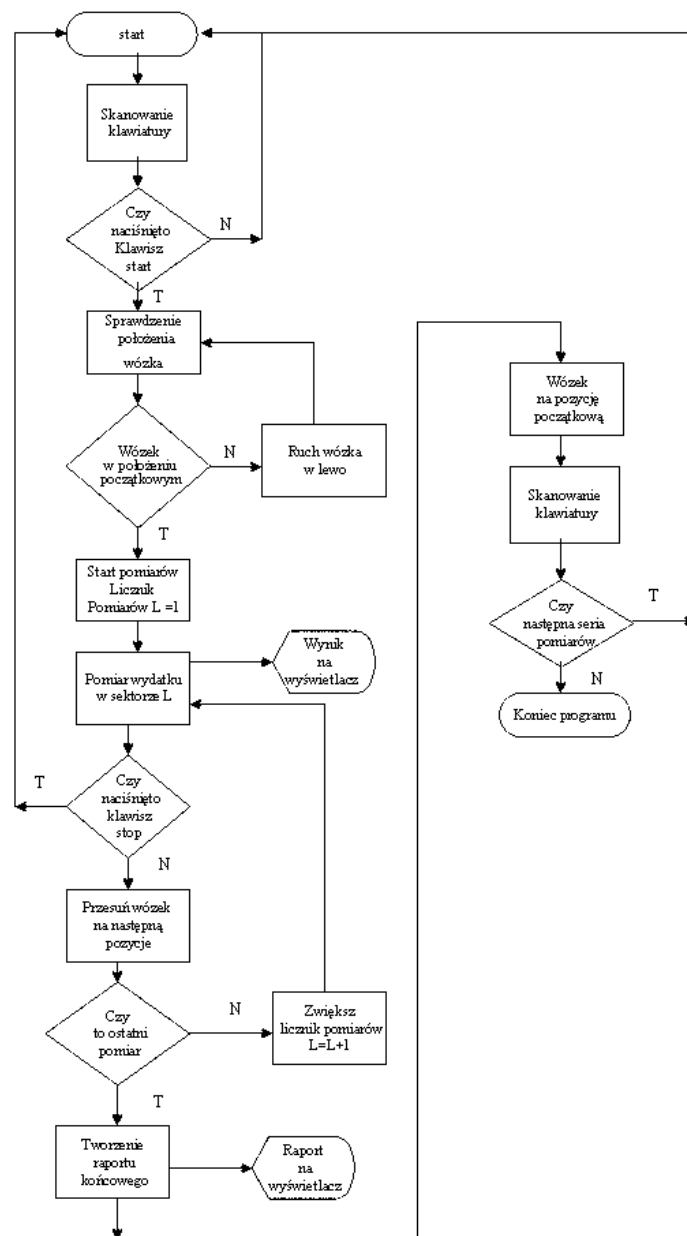 start
Skanowanie
klawiatury
Czy
naciśnięto
Klawisz
start
N
T
Sprawdzenie
położenia
wózka
Wózek
w położeniu
początkowym
N
Ruch wózka
w lewo
T
Start pomiarów
Licznik
Pomiarów L =1
Pomiar wydatku
w sektorze L
Wynik
na
wyświetlacz
Czy
naciśnięto
klawisz
stop
T
N
Przesuń wózek
na następną
pozycje
Czy
to ostatni
pomiar
N
Zwiększ
licznik pomiarów
L=L+1
T
Tworzenie
raportu
końcowego
Raport
na
wyświetlacz
Wózek
na pozycję
początkową
Skanowanie
klawiatury
Czy
następna seria
pomiarów
T
N
Koniec programu